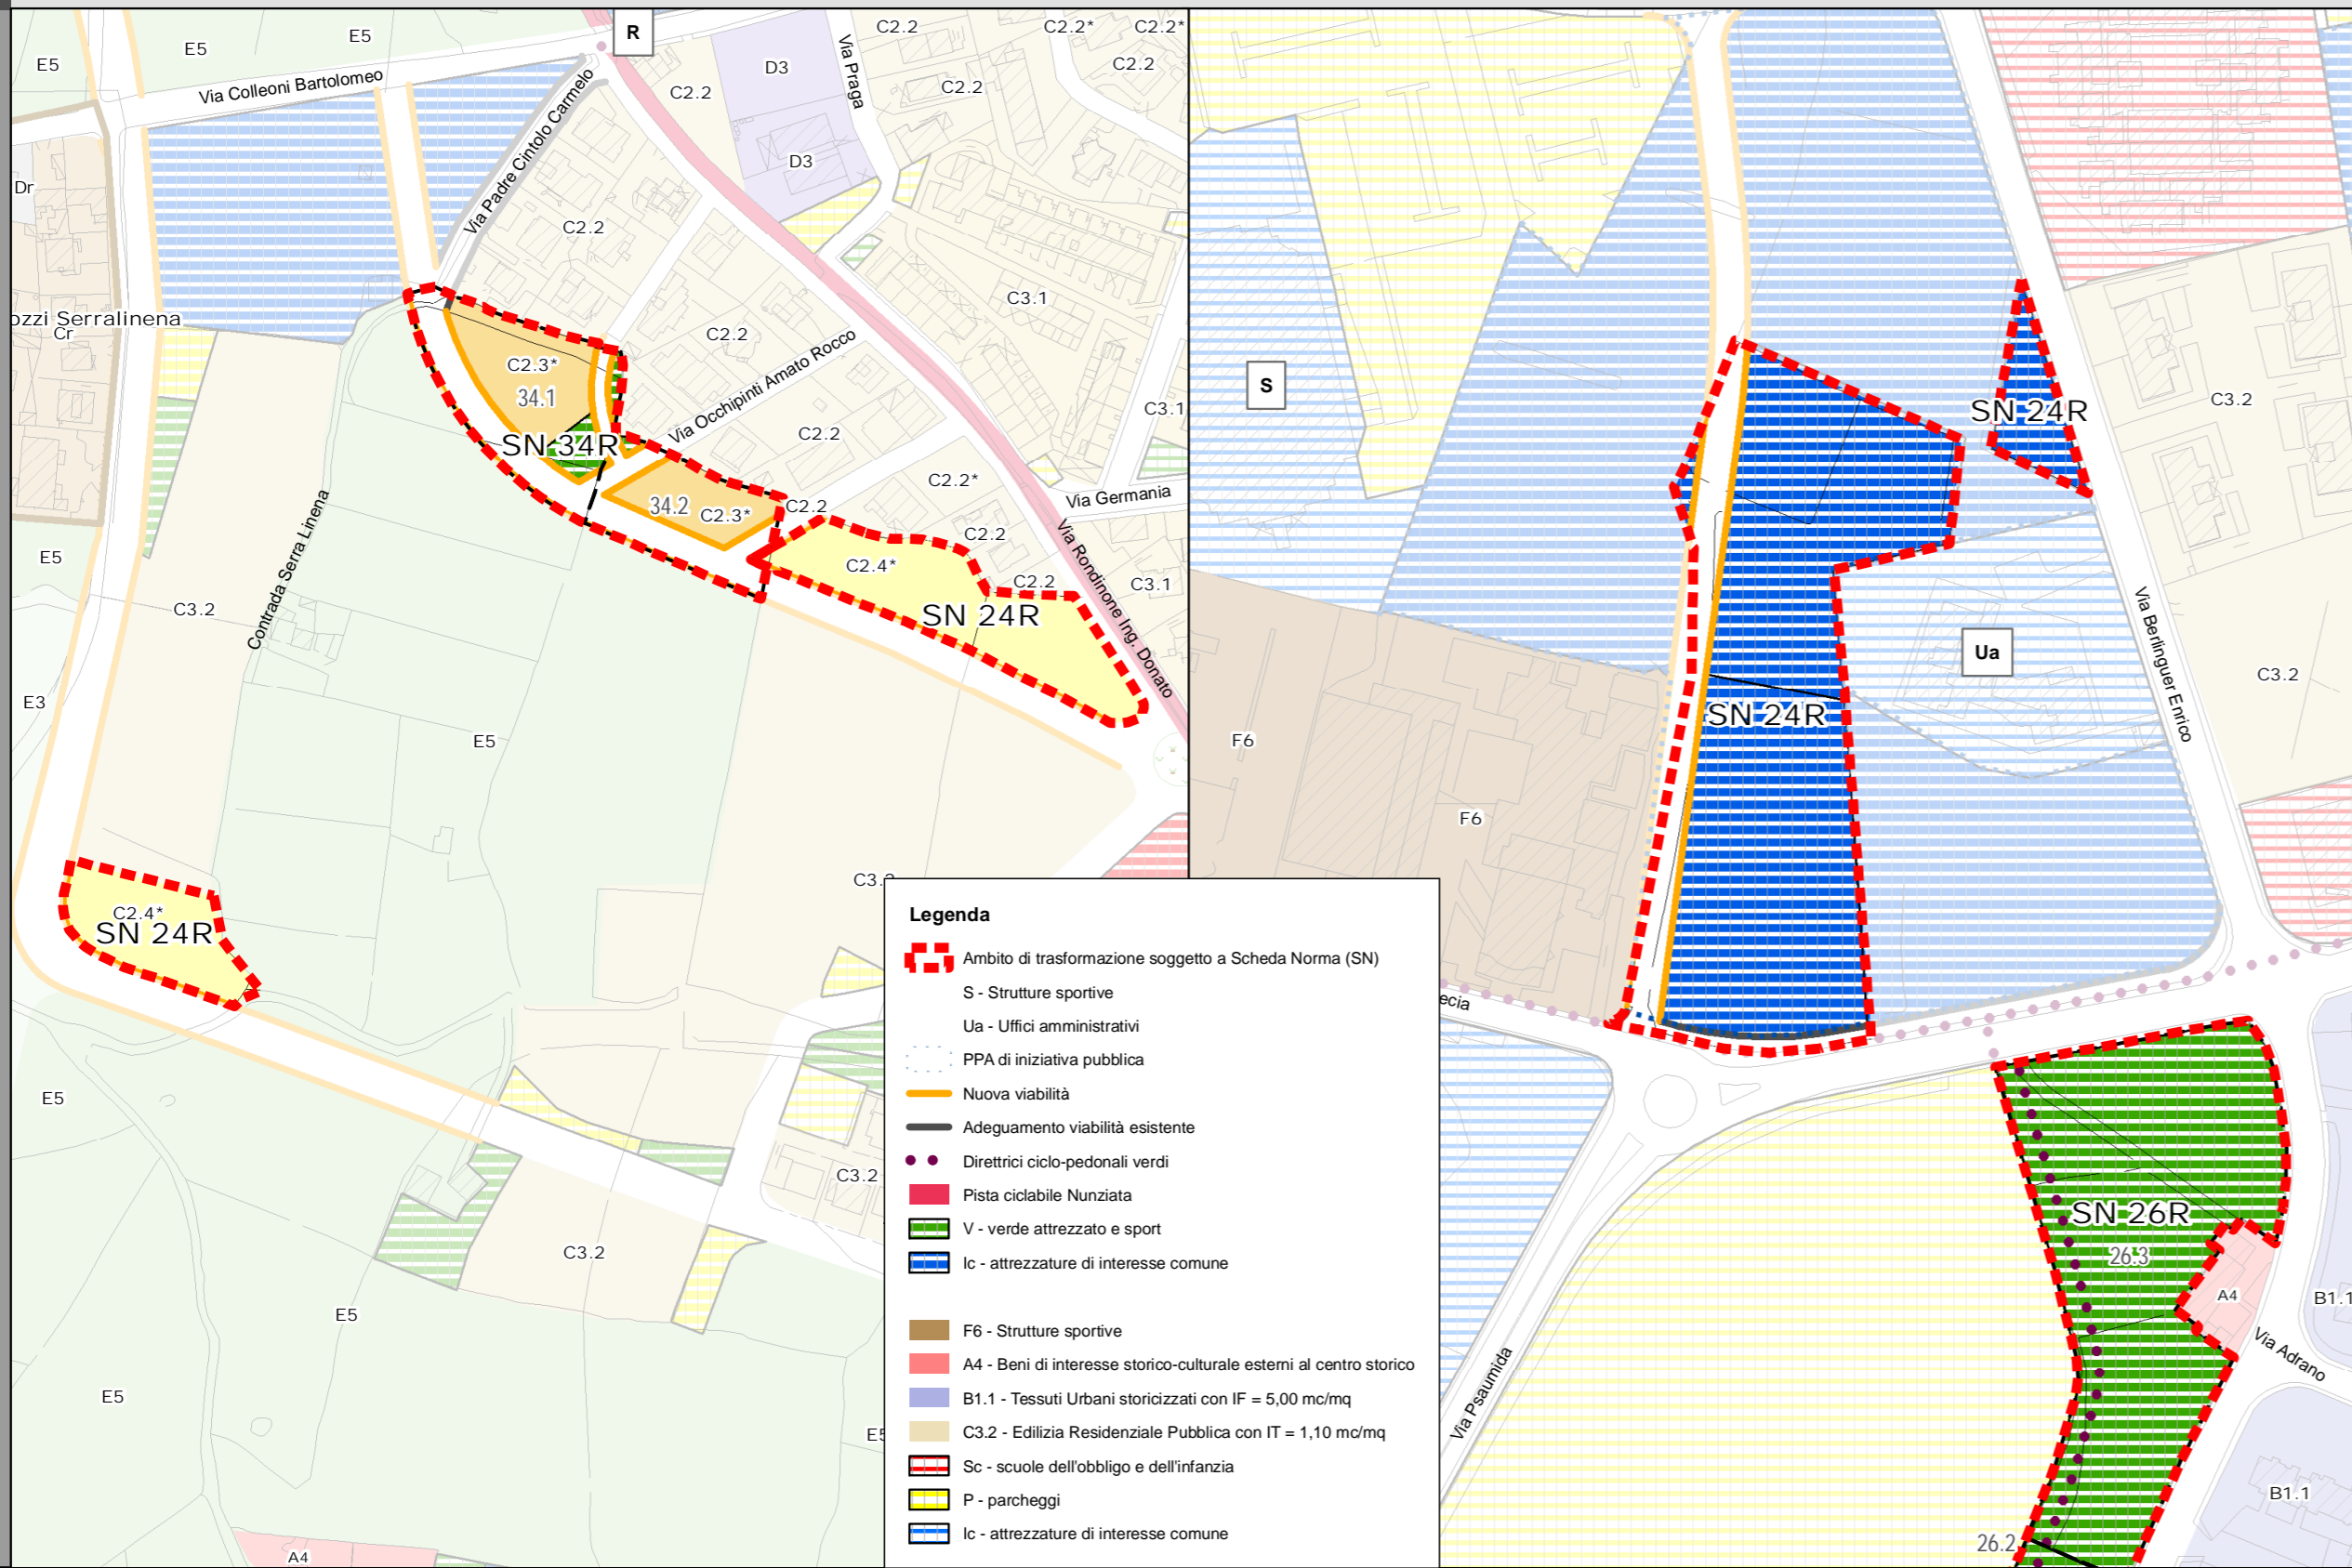 R
E5
E5
E5
Via Colleoni Bartolomeo
Via Padre Cintolo Carmelo
C2.2
D3
D3
Via Praga
C2.2
C2.2*
C2.2*
C2.2
C2.2
Dr
C2.2
ozzi Serralinena
Cr
C2.2
C3.1
C2.3*
34.1
SN 34R
Via Occhipinti Amato Rocco
C2.2
C3.1
34.2
C2.3*
C2.2
C2.2*
Via Germania
C2.2
C2.4*
C2.2
C3.1
SN 24R
Via Rondinone Ing. Donato
Contrada Serra Linena
E5
C3.2
E3
E5
C3.2
C2.4*
SN 24R
E5
C3.2
C3.2
E5
E5
E5
A4
S
SN 24R
C3.2
Ua
Via Berlinguer Enrico
C3.2
F6
F6
SN 24R
ecia
SN 26R
26.3
A4
B1.1
Via Adrano
Via Psaumida
B1.1
26.2
Legenda
Ambito di trasformazione soggetto a Scheda Norma (SN)
S - Strutture sportive
Ua - Uffici amministrativi
PPA di iniziativa pubblica
Nuova viabilità
Adeguamento viabilità esistente
Direttrici ciclo-pedonali verdi
Pista ciclabile Nunziata
V - verde attrezzato e sport
Ic - attrezzature di interesse comune
F6 - Strutture sportive
A4 - Beni di interesse storico-culturale esterni al centro storico
B1.1 - Tessuti Urbani storicizzati con IF = 5,00 mc/mq
C3.2 - Edilizia Residenziale Pubblica con IT = 1,10 mc/mq
Sc - scuole dell'obbligo e dell'infanzia
P - parcheggi
Ic - attrezzature di interesse comune